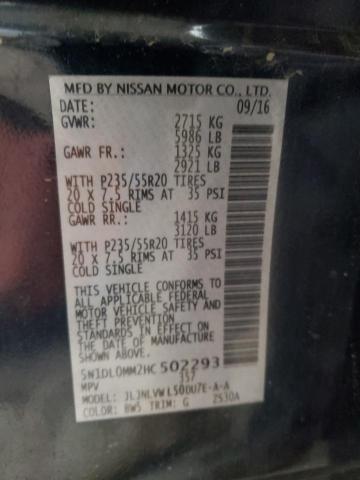 MFD BY NISSAN MOTOR CO., LTD.
DATE: 09/16
GVWR: 2715 KG
5986 LB
GAWR FR.: 1325 KG
2921 LB
WITH P235/55R20 TIRES
20 X 7.5 RIMS AT 35 PSI
COLD SINGLE
GAWR RR.: 1415 KG
3120 LB
WITH P235/55R20 TIRES
20 X 7.5 RIMS AT 35 PSI
COLD SINGLE
THIS VEHICLE CONFORMS TO
ALL APPLICABLE FEDERAL
MOTOR VEHICLE SAFETY AND
THEFT PREVENTION
STANDARDS IN EFFECT ON
THE DATE OF MANUFACTURE
SHOWN ABOVE.
5N1DL0MM2HC502293
MPV 157
MODEL: JLJNLVWL50DU7E-A-A
COLOR: BW5 TRIM: G 2S30A